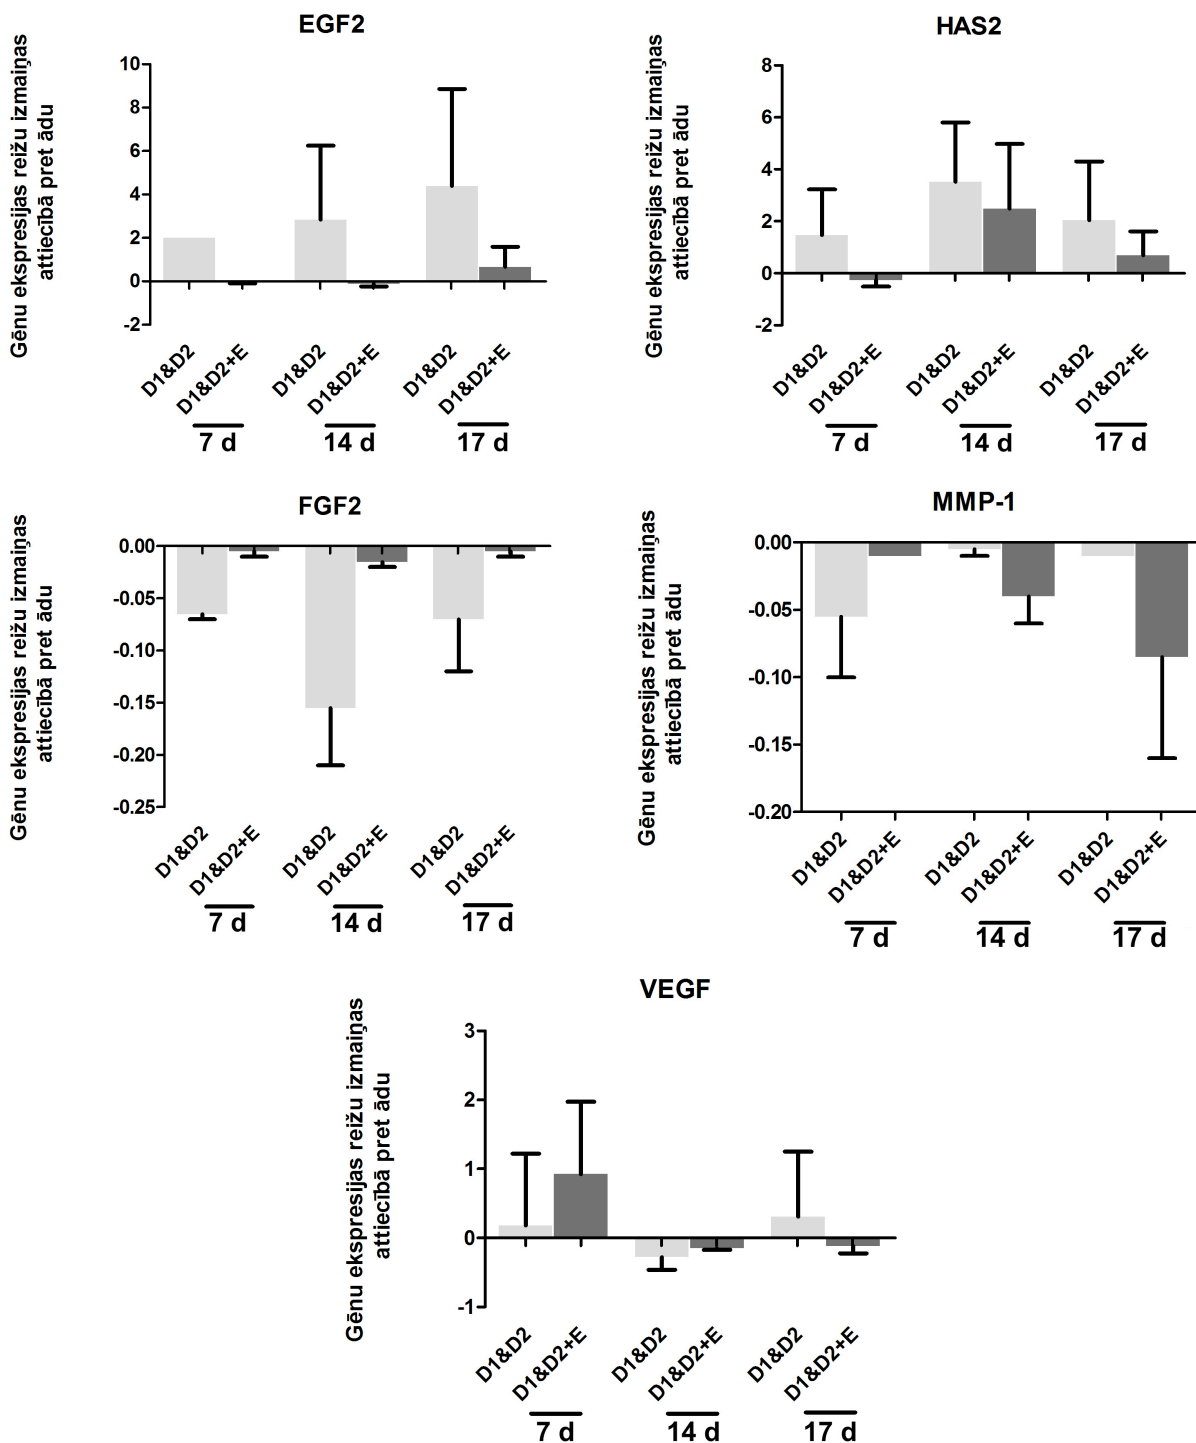 EGF2
Gēnu ekspresijas reižu izmaiņas
attiecībā pret ādu
10
8
6
4
2
0
-2
D1&D2
D1&D2+E
D1&D2
D1&D2+E
D1&D2
D1&D2+E
7 d
14 d
17 d
HAS2
Gēnu ekspresijas reižu izmaiņas
attiecībā pret ādu
8
6
4
2
0
-2
D1&D2
D1&D2+E
D1&D2
D1&D2+E
D1&D2
D1&D2+E
7 d
14 d
17 d
FGF2
Gēnu ekspresijas reižu izmaiņas
attiecībā pret ādu
0.00
-0.05
-0.10
-0.15
-0.20
-0.25
D1&D2
D1&D2+E
D1&D2
D1&D2+E
D1&D2
D1&D2+E
7 d
14 d
17 d
MMP-1
Gēnu ekspresijas reižu izmaiņas
attiecībā pret ādu
0.00
-0.05
-0.10
-0.15
-0.20
D1&D2
D1&D2+E
D1&D2
D1&D2+E
D1&D2
D1&D2+E
7 d
14 d
17 d
VEGF
Gēnu ekspresijas reižu izmaiņas
attiecībā pret ādu
3
2
1
0
-1
D1&D2
D1&D2+E
D1&D2
D1&D2+E
D1&D2
D1&D2+E
7 d
14 d
17 d